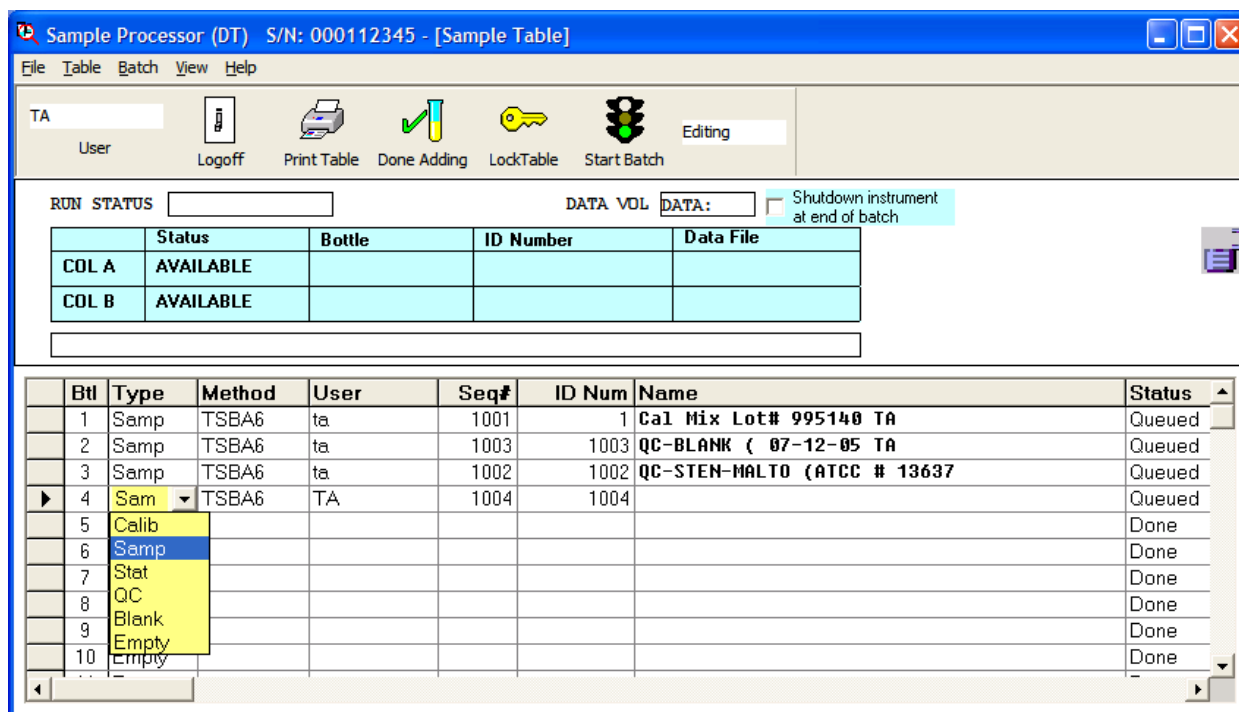 Sample Processor (DT) S/N: 000112345 - [Sample Table]
File Table Batch View Help
TA
User
Logoff
Print Table
Done Adding
LockTable
Start Batch
Editing
RUN STATUS
DATA VOL DATA:
Shutdown instrument
at end of batch
Status Bottle ID Number Data File
COL A AVAILABLE
COL B AVAILABLE
Btl Type Method User Seq# ID Num Name Status
1 Samp TSBA6 ta 1001 1 Cal Mix Lot# 995140 TA Queued
2 Samp TSBA6 ta 1003 1003 QC-BLANK ( 07-12-05 TA Queued
3 Samp TSBA6 ta 1002 1002 QC-STEN-MALTO (ATCC # 13637 Queued
4 Sam TSBA6 TA 1004 1004 Queued
5 Calib Done
6 Samp Done
7 Stat Done
8 QC Done
9 Blank Done
Empty
10 Empty Done